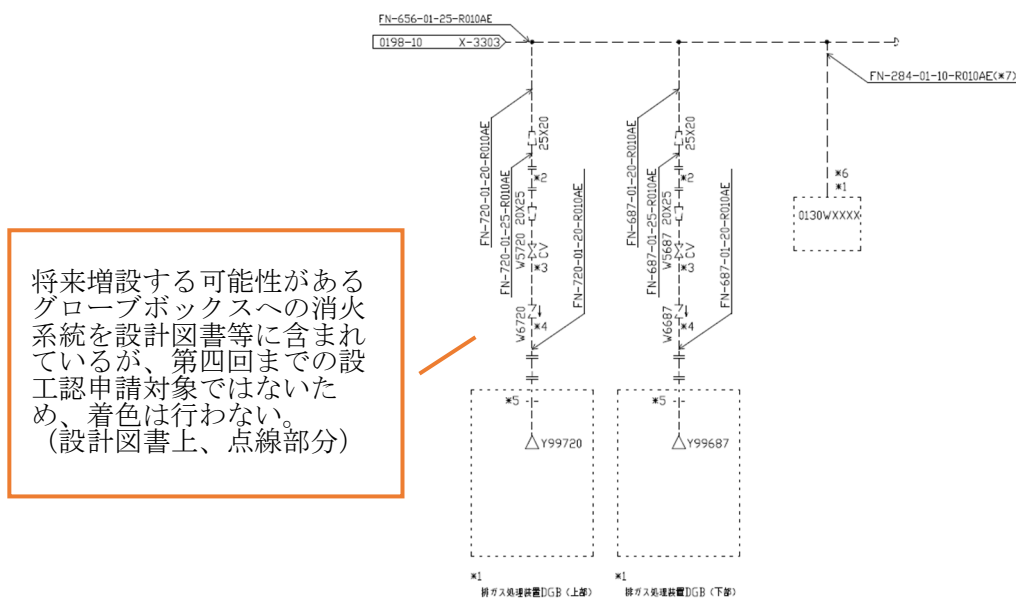 FN-656-01-25-R010AE
0198-10 X-3303
FN-284-01-10-R010AE(*7)
FN-720-01-20-R010AE
25X20
FN-720-01-25-R010AE
*2
20X25
W5720
CV
*3
FN-720-01-20-R010AE
W6720
*4
*5
Y99720
*1
排ガス処理装置DGB(上部)
FN-687-01-20-R010AE
25X20
FN-687-01-25-R010AE
*2
20X25
W5687
CV
*3
FN-687-01-20-R010AE
W6687
*4
*5
Y99687
*1
排ガス処理装置DGB(下部)
*6
*1
0130WXXXX
将来増設する可能性がある
グローブボックスへの消火
系統を設計図書等に含まれ
ているが、第四回までの設
工認申請対象ではないた
め、着色は行わない。
(設計図書上、点線部分)